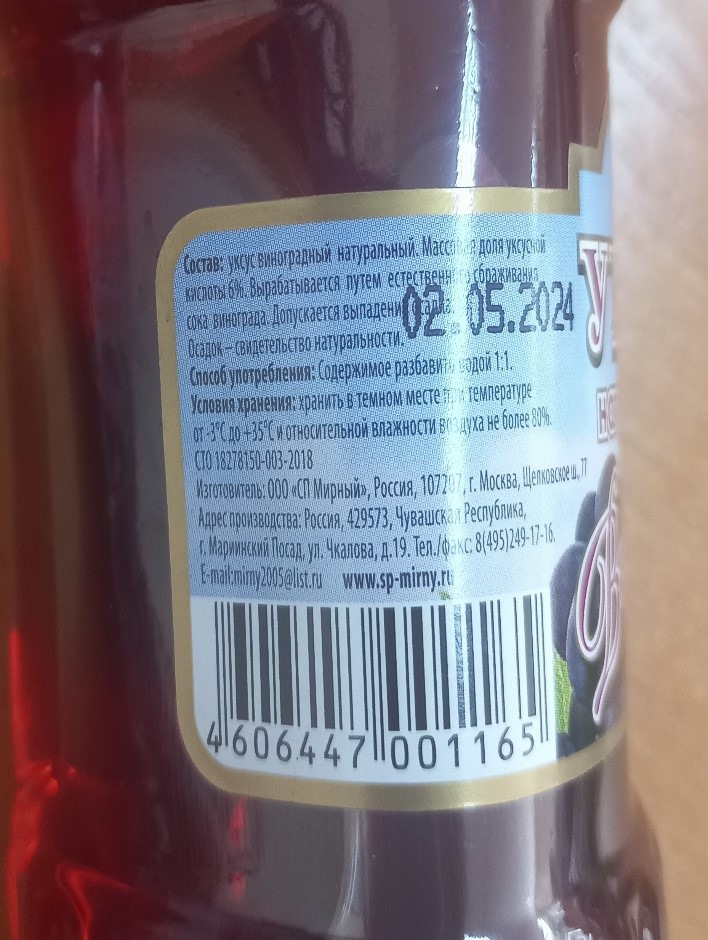 Состав: уксус виноградный натуральный. Массовая доля уксусной
кислоты 6%. Вырабатывается путем естественного сбраживания
сока винограда. Допускается выпадение осадка.
02.05.2024
Осадок – свидетельство натуральности.
Способ употребления: Содержимое разбавить водой 1:1.
Условия хранения: хранить в темном месте при температуре
от -3°С до +35°С и относительной влажности воздуха не более 80%.
СТО 18278150-003-2018
Изготовитель: ООО «СП Мирный», Россия, 107207, г. Москва, Щелковское ш., 77
Адрес производства: Россия, 429573, Чувашская Республика,
г. Мариинский Посад, ул. Чкалова, д.19. Тел./факс: 8(495)249-17-16.
E-mail:mirny2005@list.ru www.sp-mirny.ru
4 606447 001165